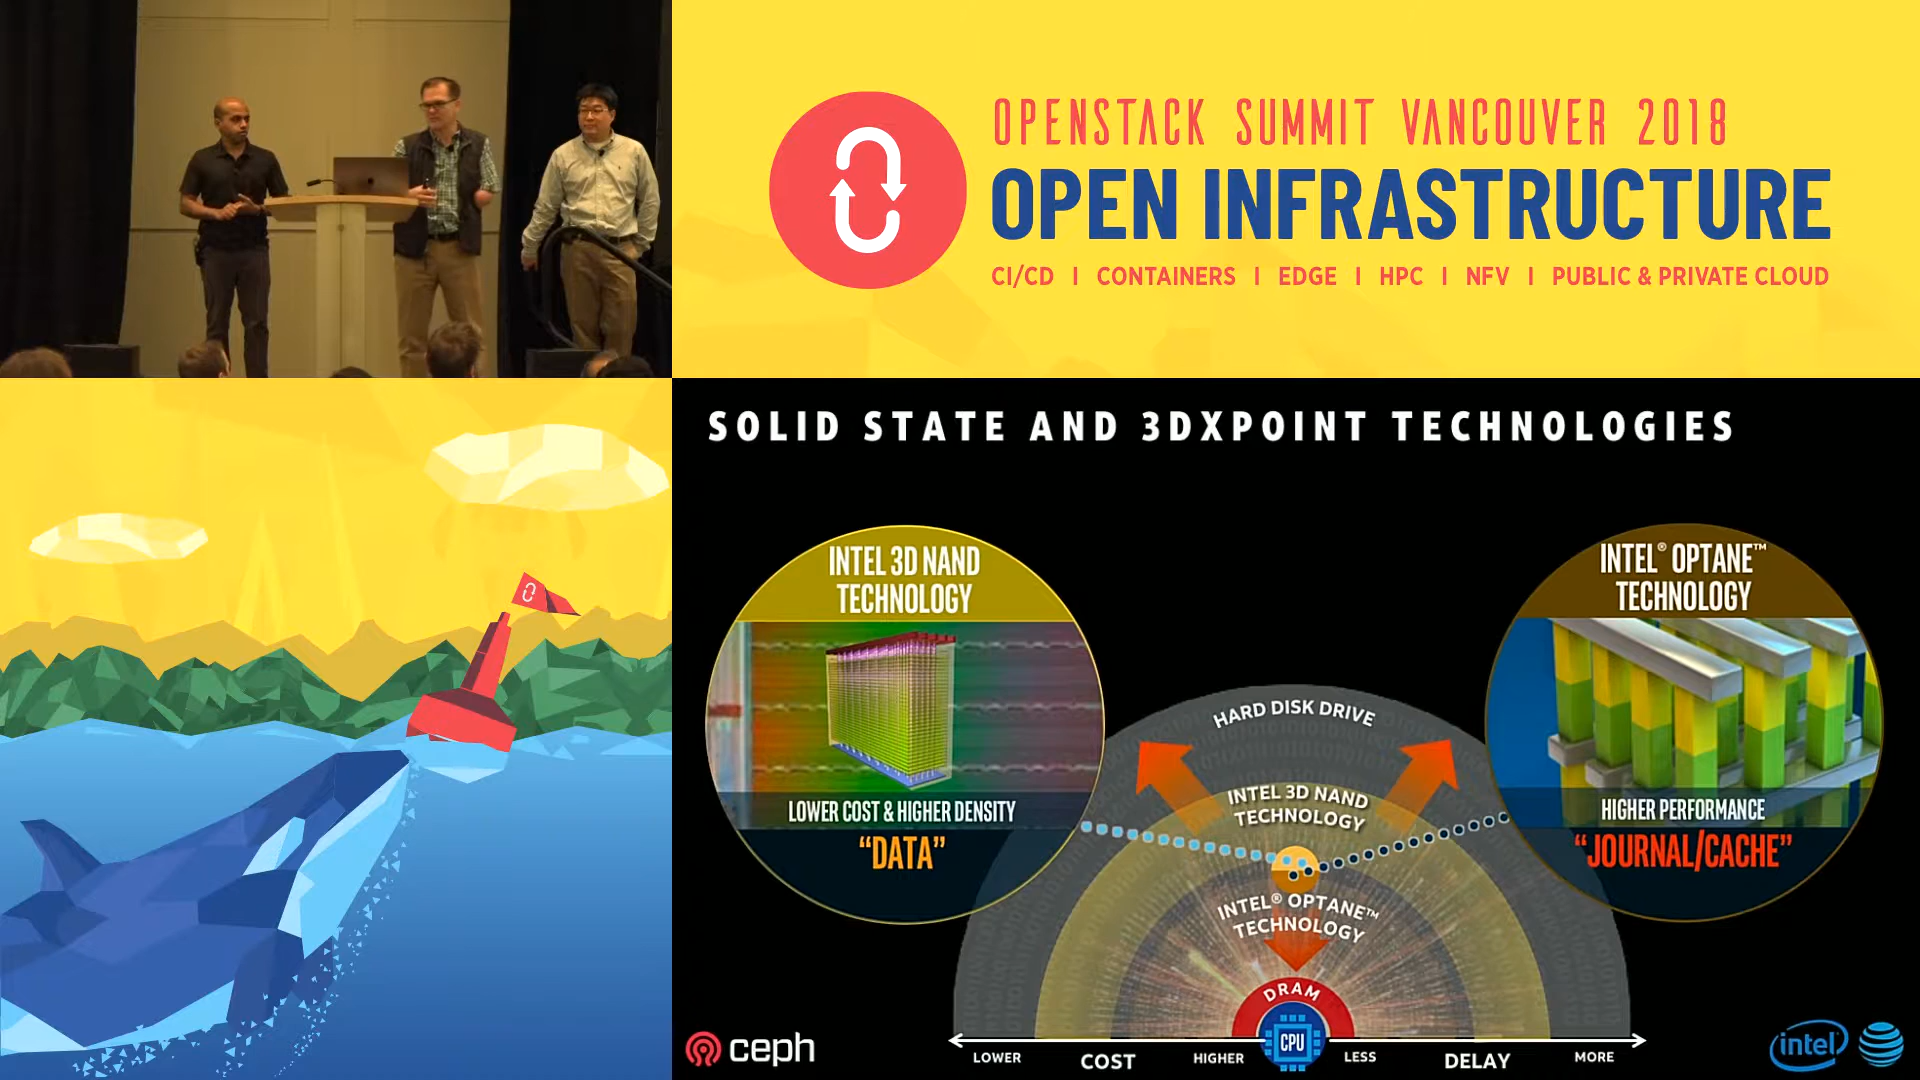 OPENSTACK SUMMIT VANCOUVER 2018
OPEN INFRASTRUCTURE
CI/CD | CONTAINERS | EDGE | HPC | NFV | PUBLIC & PRIVATE CLOUD
SOLID STATE AND 3DXPOINT TECHNOLOGIES
INTEL 3D NAND
TECHNOLOGY
LOWER COST & HIGHER DENSITY
"DATA"
INTEL® OPTANE™
TECHNOLOGY
HIGHER PERFORMANCE
"JOURNAL/CACHE"
HARD DISK DRIVE
INTEL 3D NAND
TECHNOLOGY
INTEL® OPTANE™
TECHNOLOGY
DRAM
CPU
LOWER COST HIGHER LESS DELAY MORE
ceph
intel